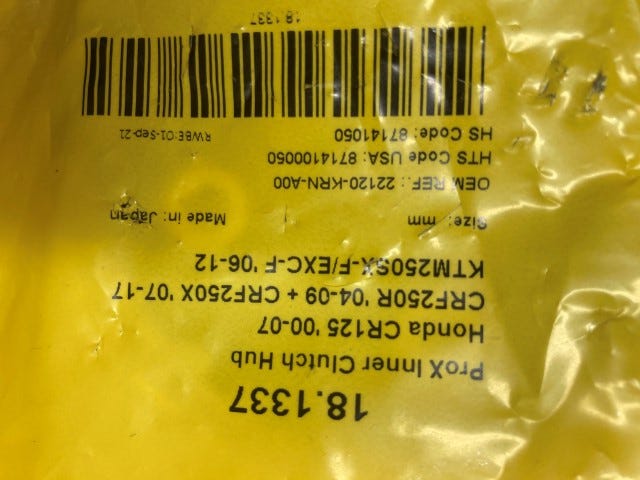 18.1337
ProX Inner Clutch Hub
Honda CR125 '00-07
CRF250R '04-09 + CRF250X '07-17
KTM250SX-F/EXC-F '06-12
Size: mm Made in: Japan
OEM REF.: 22120-KRN-A00
HTS Code USA: 8714100050
HS Code: 87141050 RWBE:01-Sep-21
18.1337